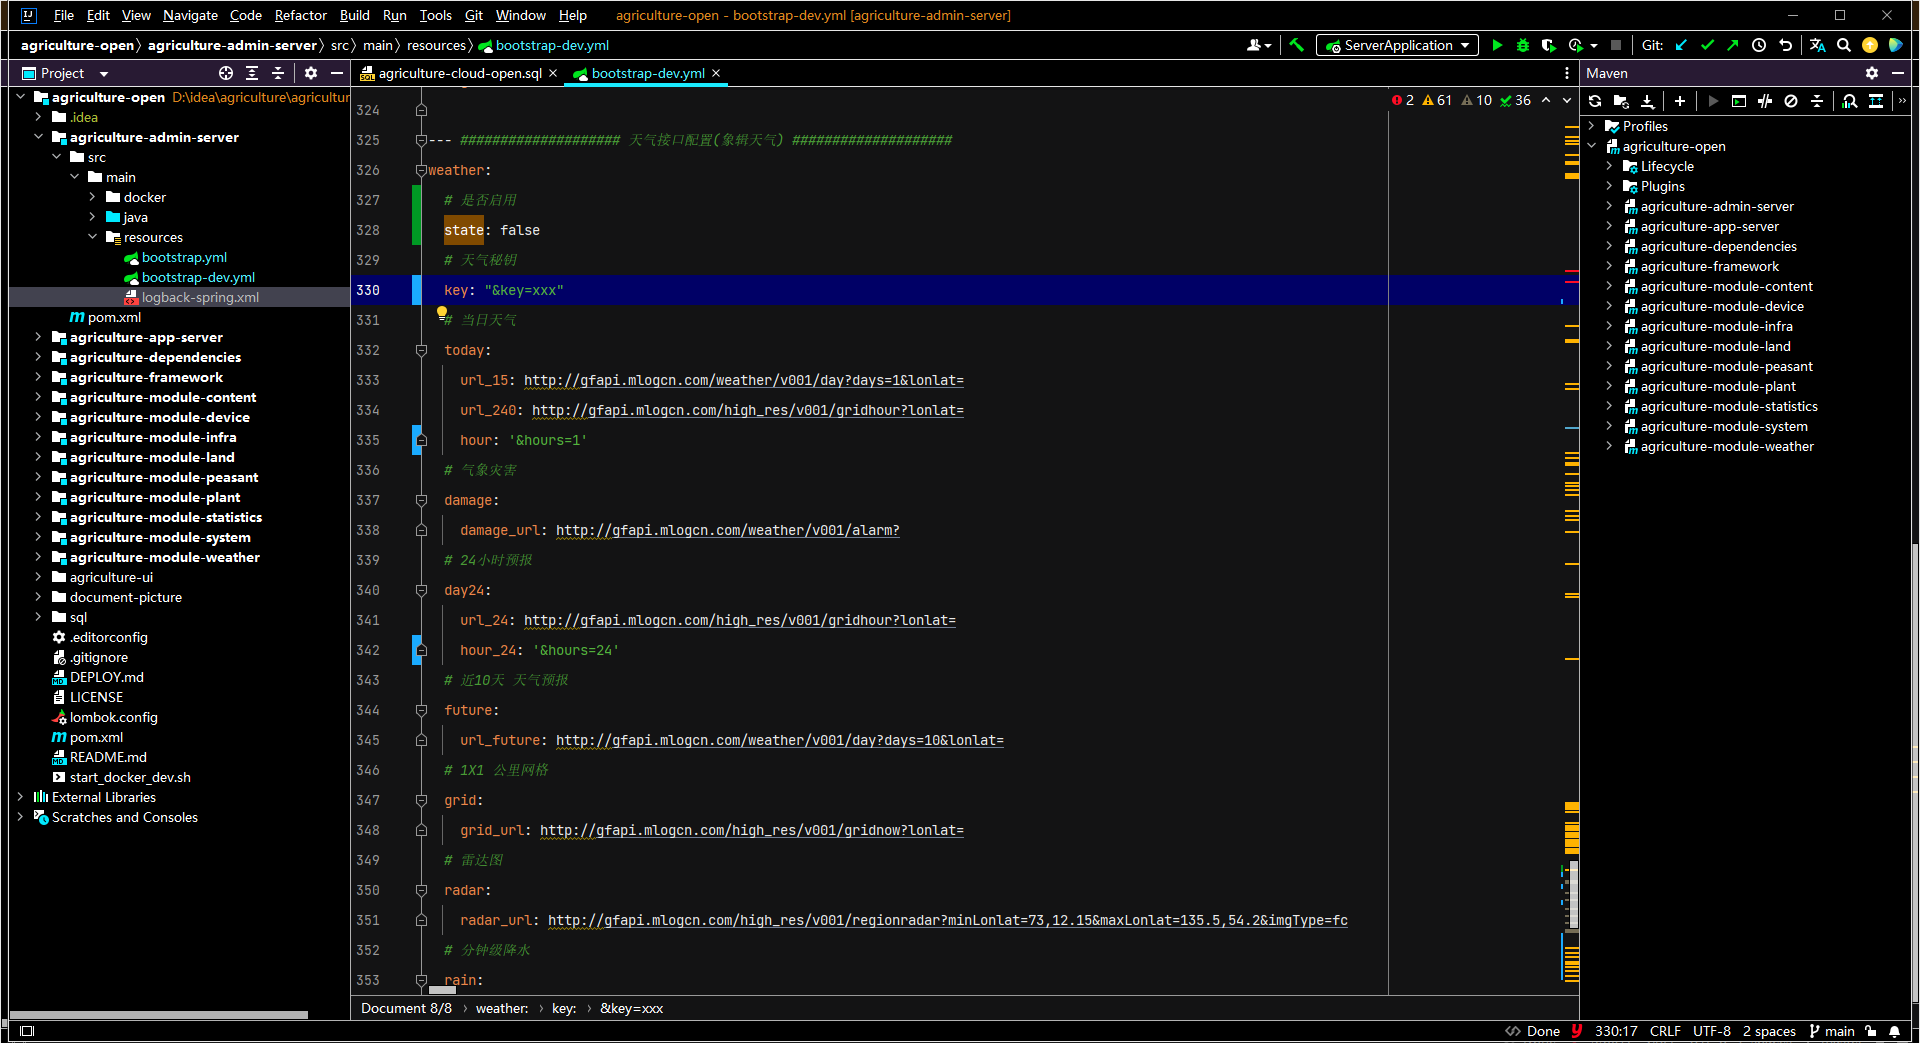 File Edit View Navigate Code Refactor Build Run Tools Git Window Help agriculture-open - bootstrap-dev.yml [agriculture-admin-server]
agriculture-open 〉 agriculture-admin-server 〉 src 〉 main 〉 resources 〉 bootstrap-dev.yml
ServerApplication
Git:
Project
agriculture-open D:\idea\agriculture\agricultur
.idea
agriculture-admin-server
src
main
docker
java
resources
bootstrap.yml
bootstrap-dev.yml
logback-spring.xml
pom.xml
agriculture-app-server
agriculture-dependencies
agriculture-framework
agriculture-module-content
agriculture-module-device
agriculture-module-infra
agriculture-module-land
agriculture-module-peasant
agriculture-module-plant
agriculture-module-statistics
agriculture-module-system
agriculture-module-weather
agriculture-ui
document-picture
sql
.editorconfig
.gitignore
DEPLOY.md
LICENSE
lombok.config
pom.xml
README.md
start_docker_dev.sh
External Libraries
Scratches and Consoles
agriculture-cloud-open.sql
bootstrap-dev.yml
2 61 10 36
324
325 --- #################### 天气接口配置(象辑天气) ####################
326 weather:
327 # 是否启用
328 state: false
329 # 天气秘钥
330 key: "&key=xxx"
331 # 当日天气
332 today:
333 url_15: http://gfapi.mlogcn.com/weather/v001/day?days=1&lonlat=
334 url_240: http://gfapi.mlogcn.com/high_res/v001/gridhour?lonlat=
335 hour: '&hours=1'
336 # 气象灾害
337 damage:
338 damage_url: http://gfapi.mlogcn.com/weather/v001/alarm?
339 # 24小时预报
340 day24:
341 url_24: http://gfapi.mlogcn.com/high_res/v001/gridhour?lonlat=
342 hour_24: '&hours=24'
343 # 近10天 天气预报
344 future:
345 url_future: http://gfapi.mlogcn.com/weather/v001/day?days=10&lonlat=
346 # 1X1 公里网格
347 grid:
348 grid_url: http://gfapi.mlogcn.com/high_res/v001/gridnow?lonlat=
349 # 雷达图
350 radar:
351 radar_url: http://gfapi.mlogcn.com/high_res/v001/regionradar?minLonlat=73,12.15&maxLonlat=135.5,54.2&imgType=fc
352 # 分钟级降水
353 rain:
Document 8/8 › weather: › key: › &key=xxx
Maven
Profiles
agriculture-open
Lifecycle
Plugins
agriculture-admin-server
agriculture-app-server
agriculture-dependencies
agriculture-framework
agriculture-module-content
agriculture-module-device
agriculture-module-infra
agriculture-module-land
agriculture-module-peasant
agriculture-module-plant
agriculture-module-statistics
agriculture-module-system
agriculture-module-weather
Done 330:17 CRLF UTF-8 2 spaces main